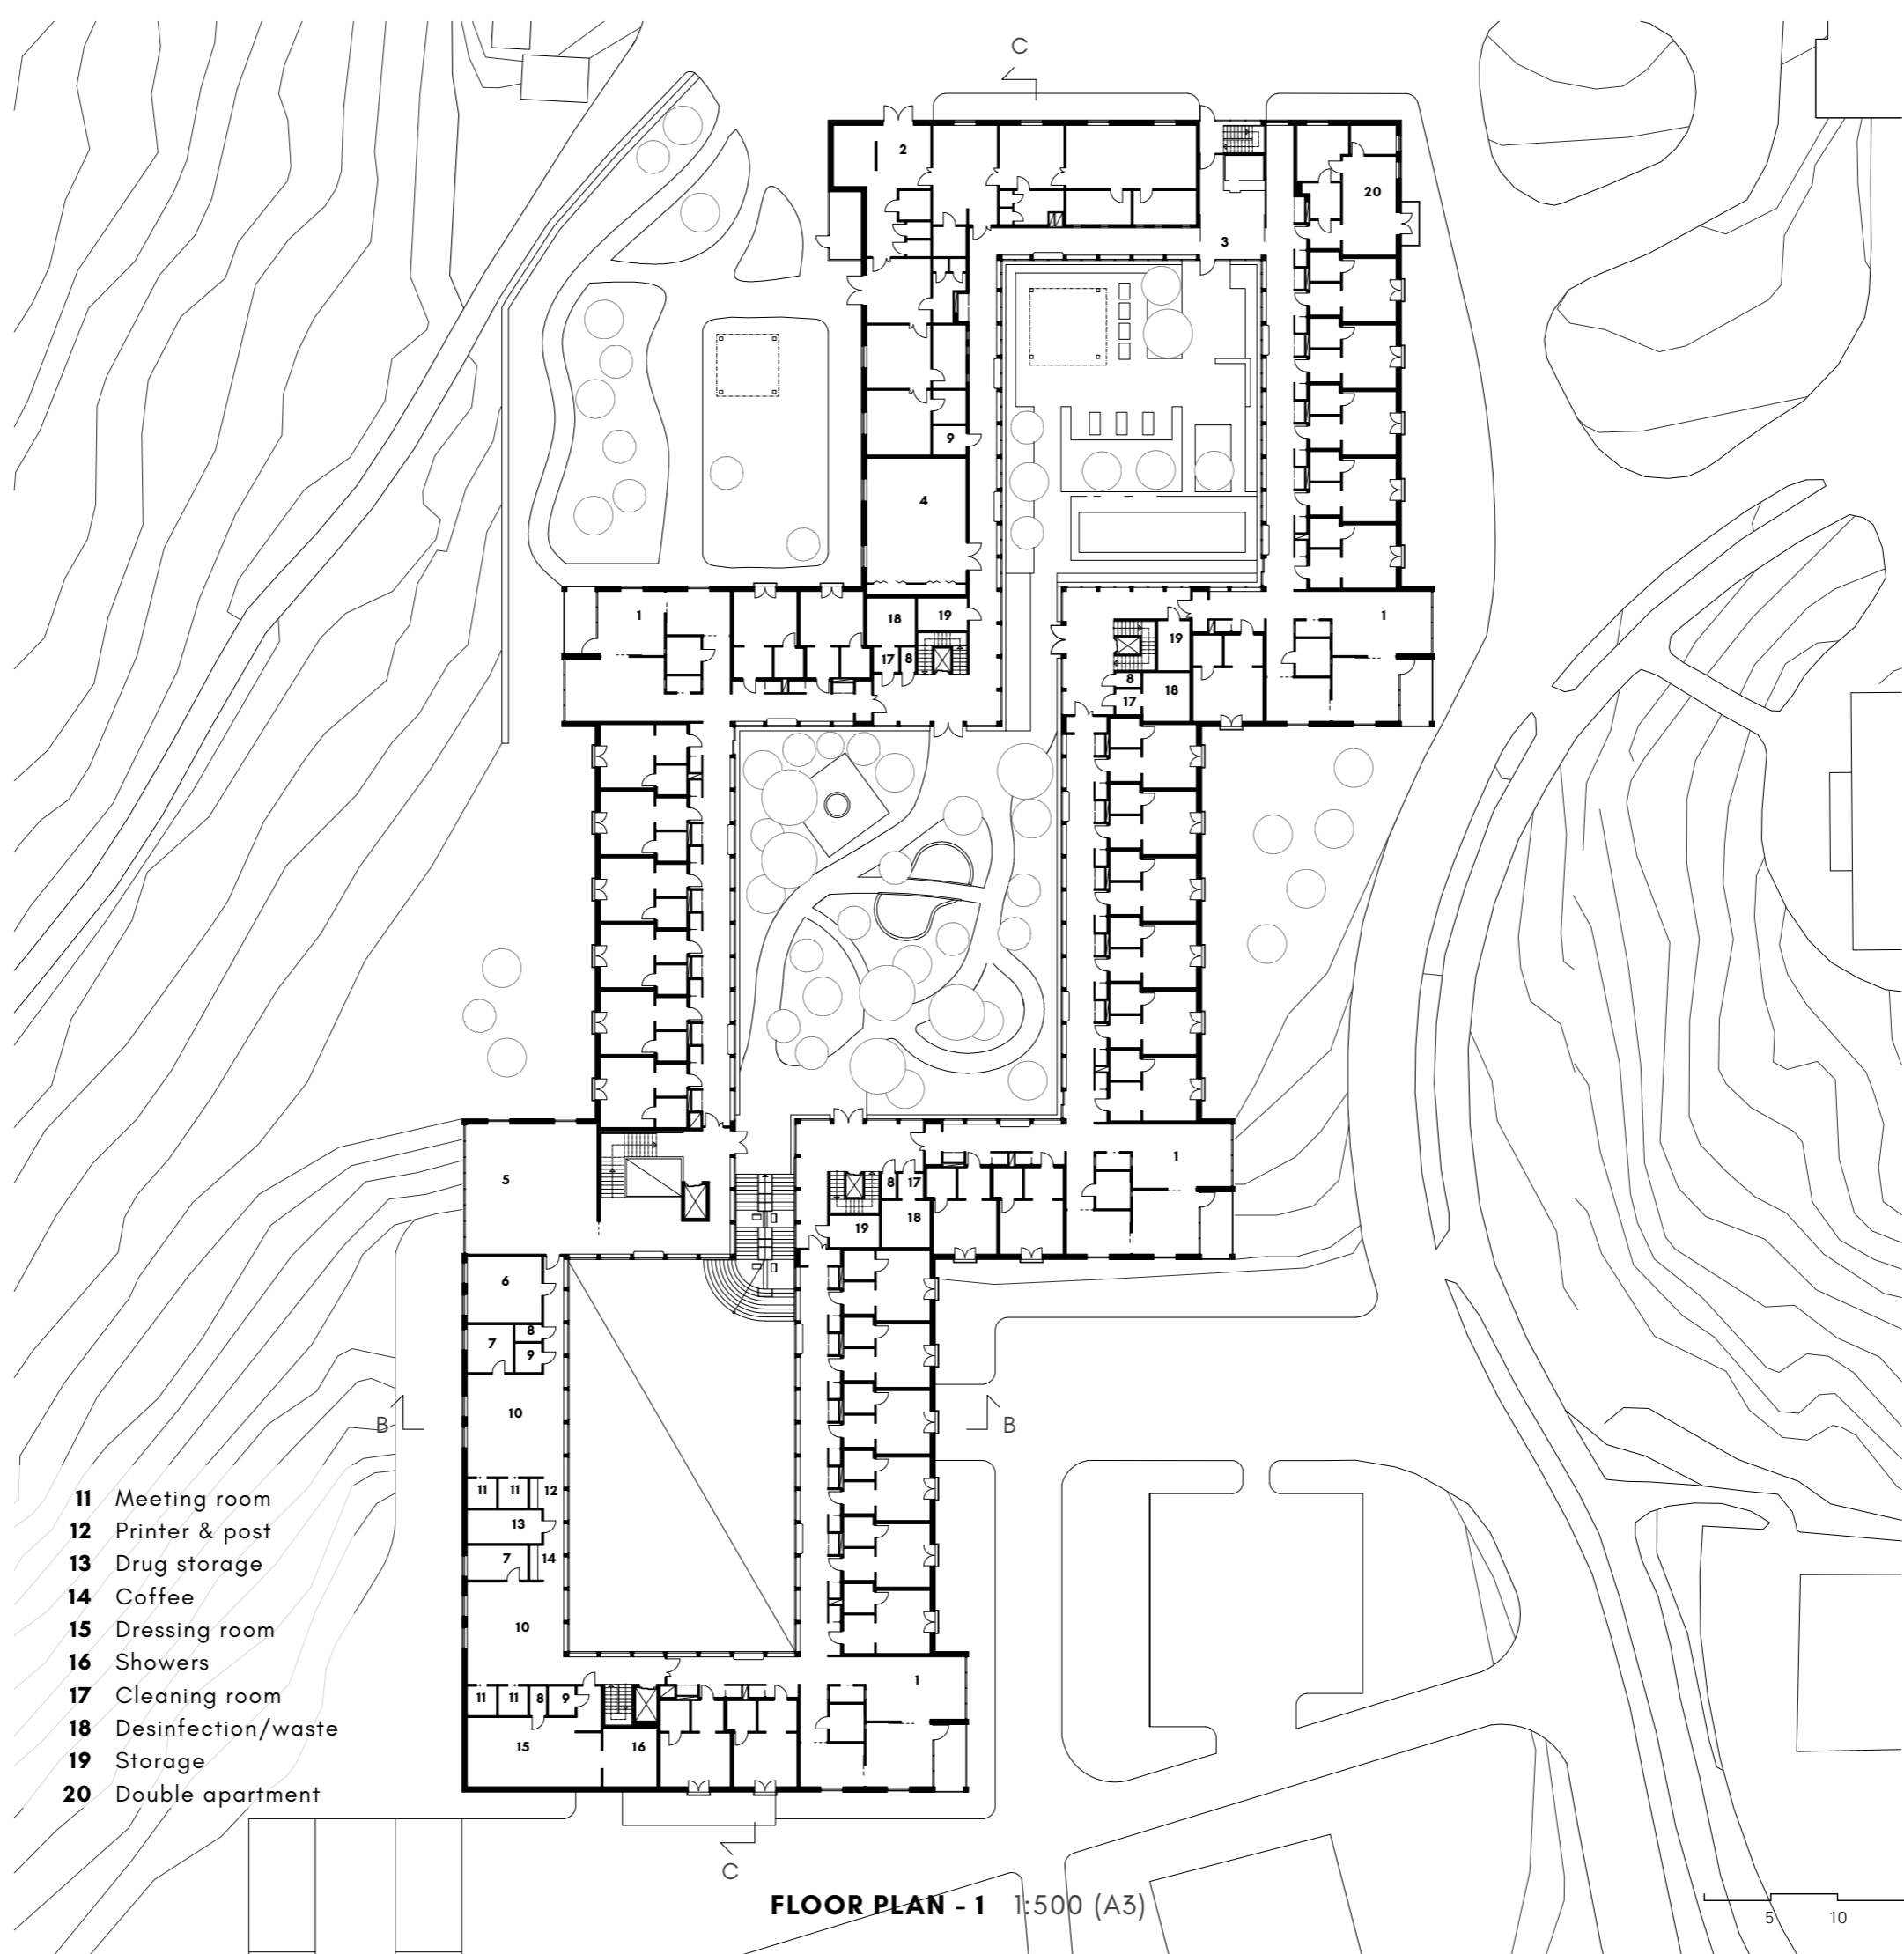 C
2
20
3
9
4
1
18
19
1
19
17
8
8
18
17
5
1
8
17
18
19
6
8
7
9
B
10
B
11
11
12
13
7
14
10
1
11
11
8
9
15
16
11 Meeting room
12 Printer & post
13 Drug storage
14 Coffee
15 Dressing room
16 Showers
17 Cleaning room
18 Desinfection/waste
19 Storage
20 Double apartment
C
FLOOR PLAN - 1 1:500 (A3)
5 10